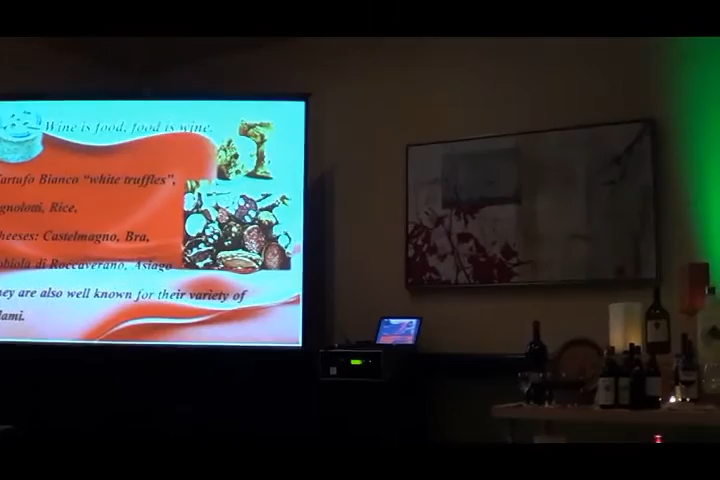 Wine is food, food is wine.
Tartufo Bianco "white truffles",
gnolotti, Rice,
heeses: Castelmagno, Bra,
obiola di Roccaverano, Asiago
hey are also well known for their variety of
lami.